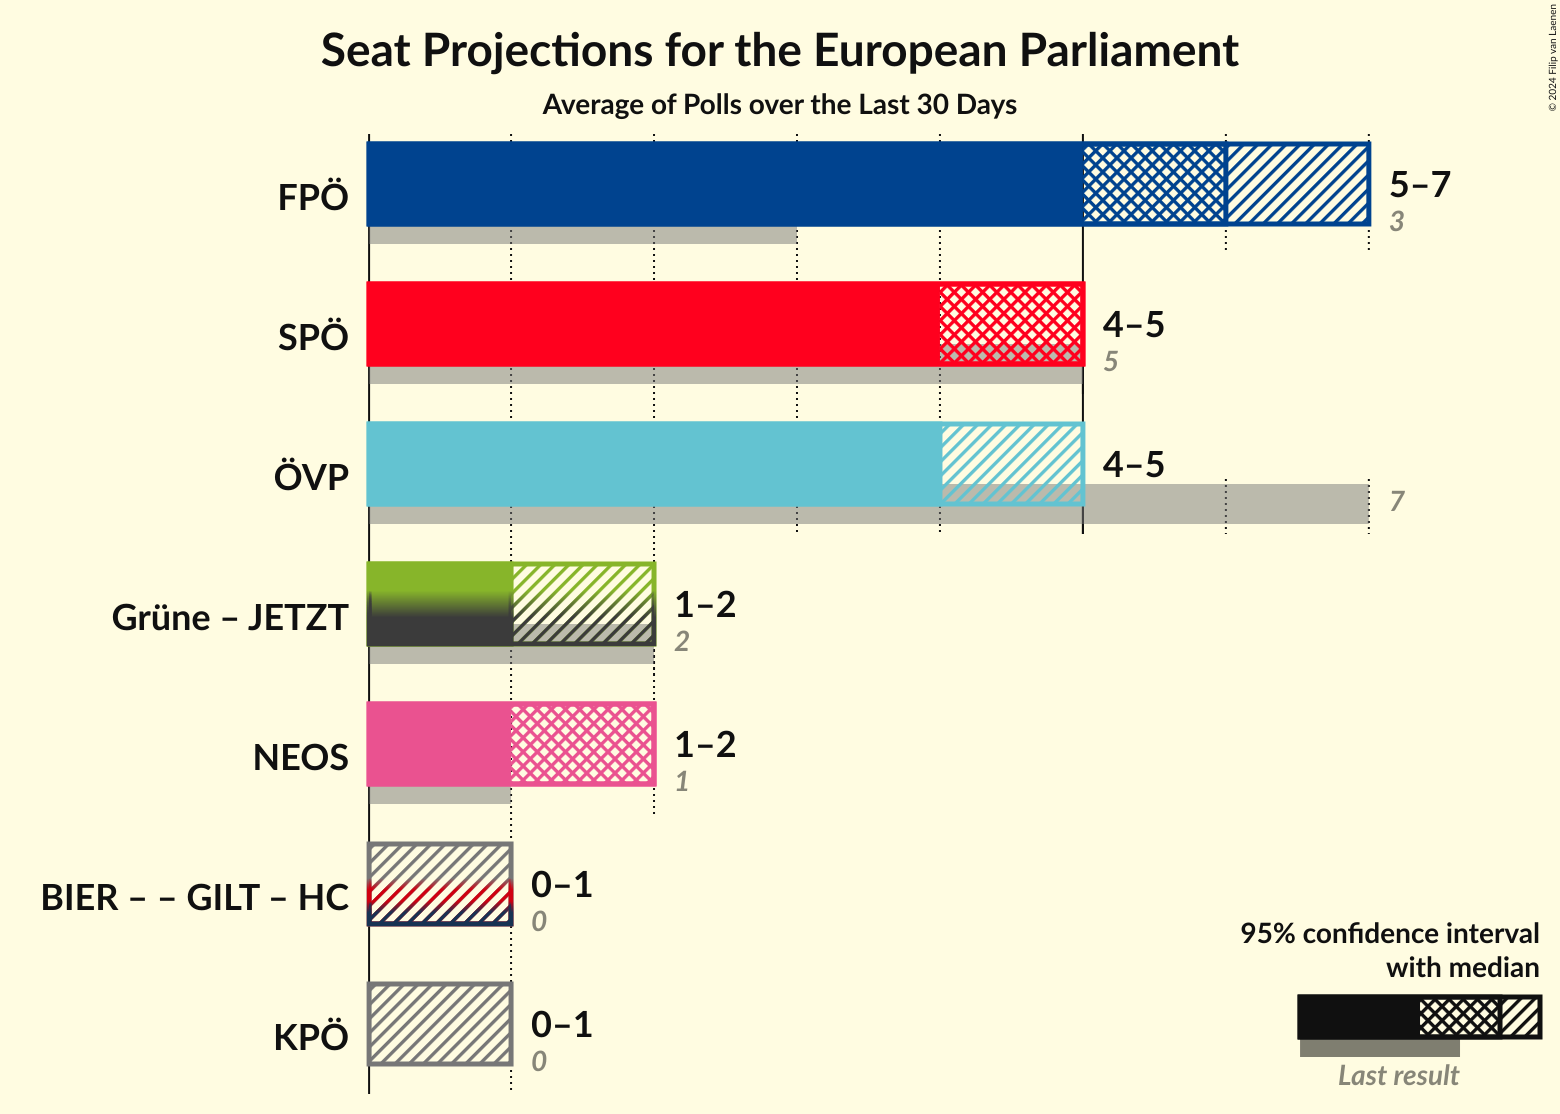 Seat Projections for the European Parliament
Average of Polls over the Last 30 Days
© 2024 Filip van Laenen
FPÖ
5–7
3
SPÖ
4–5
5
ÖVP
4–5
7
Grüne – JETZT
1–2
2
NEOS
1–2
1
BIER – – GILT – HC
0–1
0
KPÖ
0–1
0
95% confidence interval
with median
Last result